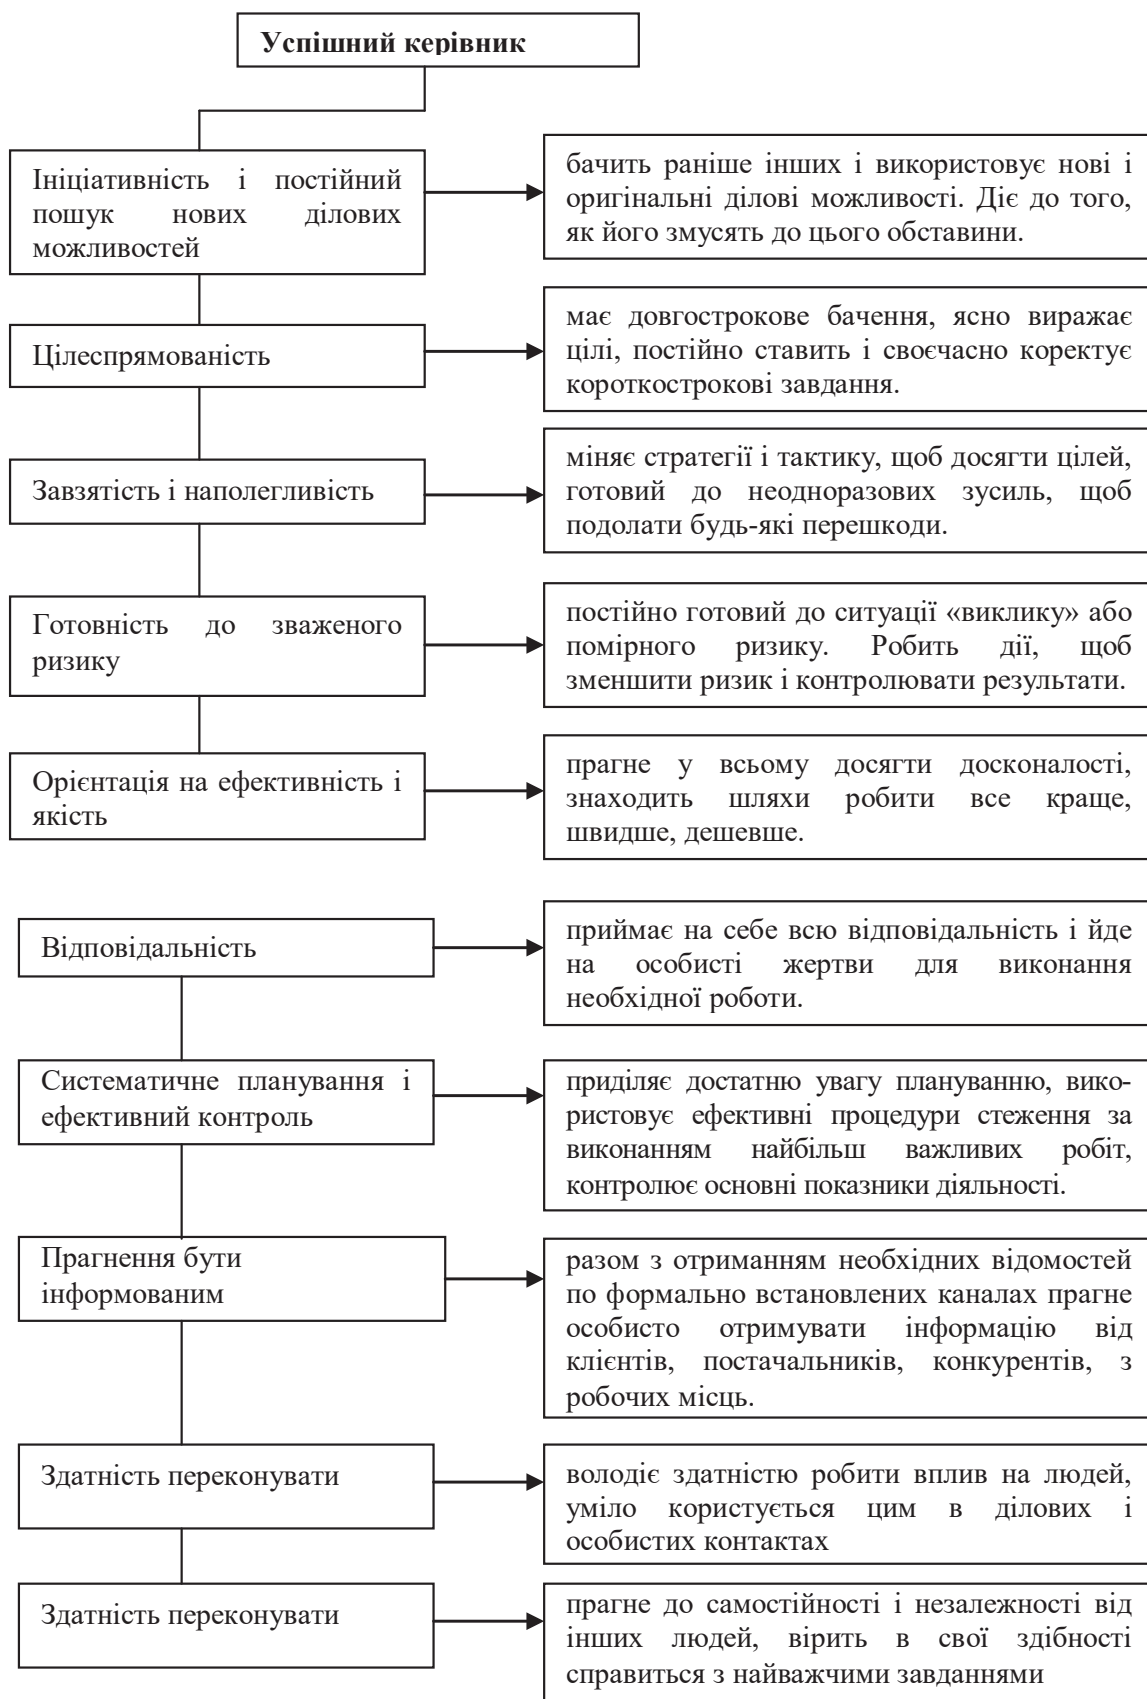 Успішний керівник
Ініціативність і постійний
пошук нових ділових
можливостей
бачить раніше інших і використовує нові і
оригінальні ділові можливості. Діє до того,
як його змусять до цього обставини.
Цілеспрямованість
має довгострокове бачення, ясно виражає
цілі, постійно ставить і своєчасно коректує
короткострокові завдання.
Завзятість і наполегливість
міняє стратегії і тактику, щоб досягти цілей,
готовий до неодноразових зусиль, щоб
подолати будь-які перешкоди.
Готовність до зваженого
ризику
постійно готовий до ситуації «виклику» або
помірного ризику. Робить дії, щоб
зменшити ризик і контролювати результати.
Орієнтація на ефективність і
якість
прагне у всьому досягти досконалості,
знаходить шляхи робити все краще,
швидше, дешевше.
Відповідальність
приймає на себе всю відповідальність і йде
на особисті жертви для виконання
необхідної роботи.
Систематичне планування і
ефективний контроль
приділяє достатню увагу плануванню, вико-
ристовує ефективні процедури стеження за
виконанням найбільш важливих робіт,
контролює основні показники діяльності.
Прагнення бути
інформованим
разом з отриманням необхідних відомостей
по формально встановлених каналах прагне
особисто отримувати інформацію від
клієнтів, постачальників, конкурентів, з
робочих місць.
Здатність переконувати
володіє здатністю робити вплив на людей,
уміло користується цим в ділових і
особистих контактах
Здатність переконувати
прагне до самостійності і незалежності від
інших людей, вірить в свої здібності
справиться з найважчими завданнями